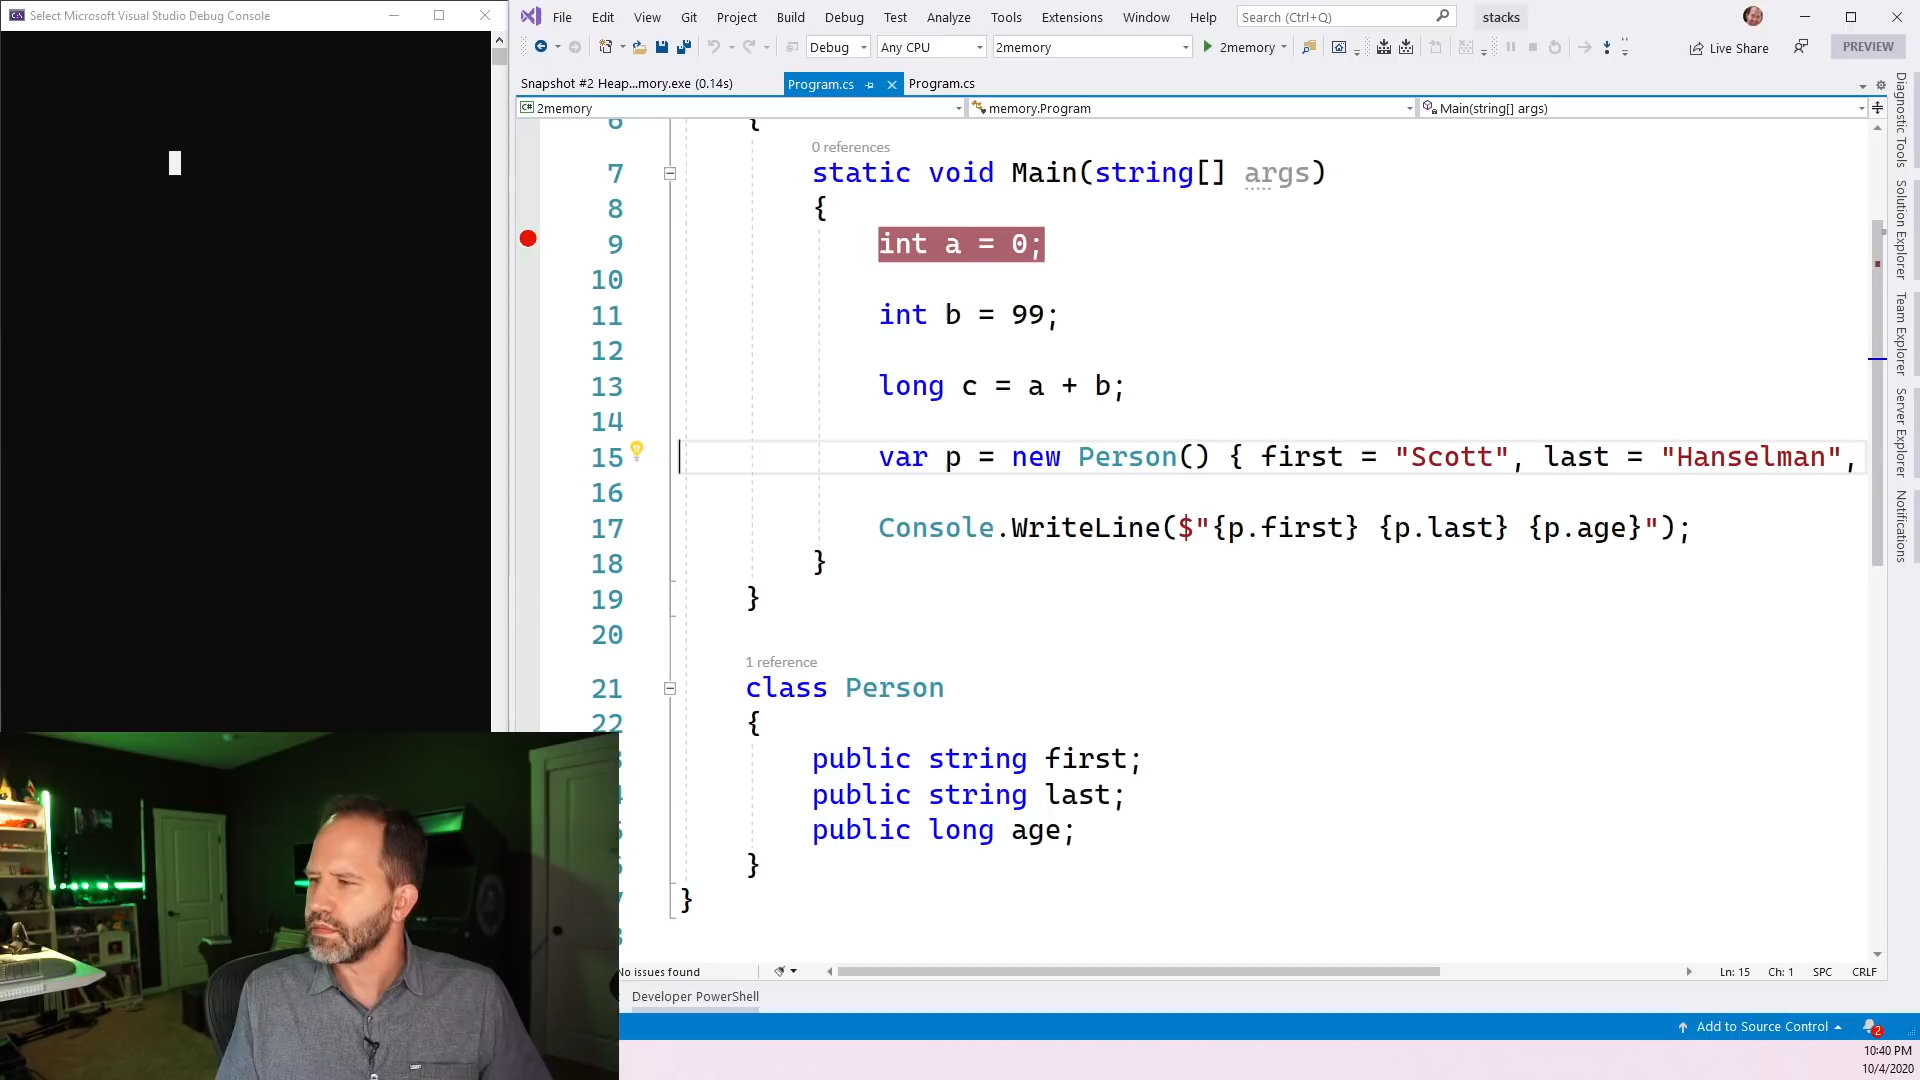 Select Microsoft Visual Studio Debug Console
File Edit View Git Project Build Debug Test Analyze Tools Extensions Window Help Search (Ctrl+Q) stacks
Debug Any CPU 2memory 2memory Live Share PREVIEW
Snapshot #2 Heap...mory.exe (0.14s) Program.cs Program.cs
2memory memory.Program Main(string[] args)
6 {
0 references
7 static void Main(string[] args)
8 {
9 int a = 0;
10
11 int b = 99;
12
13 long c = a + b;
14
15 var p = new Person() { first = "Scott", last = "Hanselman",
16
17 Console.WriteLine($"{p.first} {p.last} {p.age}");
18 }
19 }
20
1 reference
21 class Person
22 {
public string first;
public string last;
public long age;
}
}
No issues found Ln: 15 Ch: 1 SPC CRLF
Developer PowerShell
Add to Source Control 2
10:40 PM
10/4/2020
Diagnostic Tools
Solution Explorer
Team Explorer
Server Explorer
Notifications